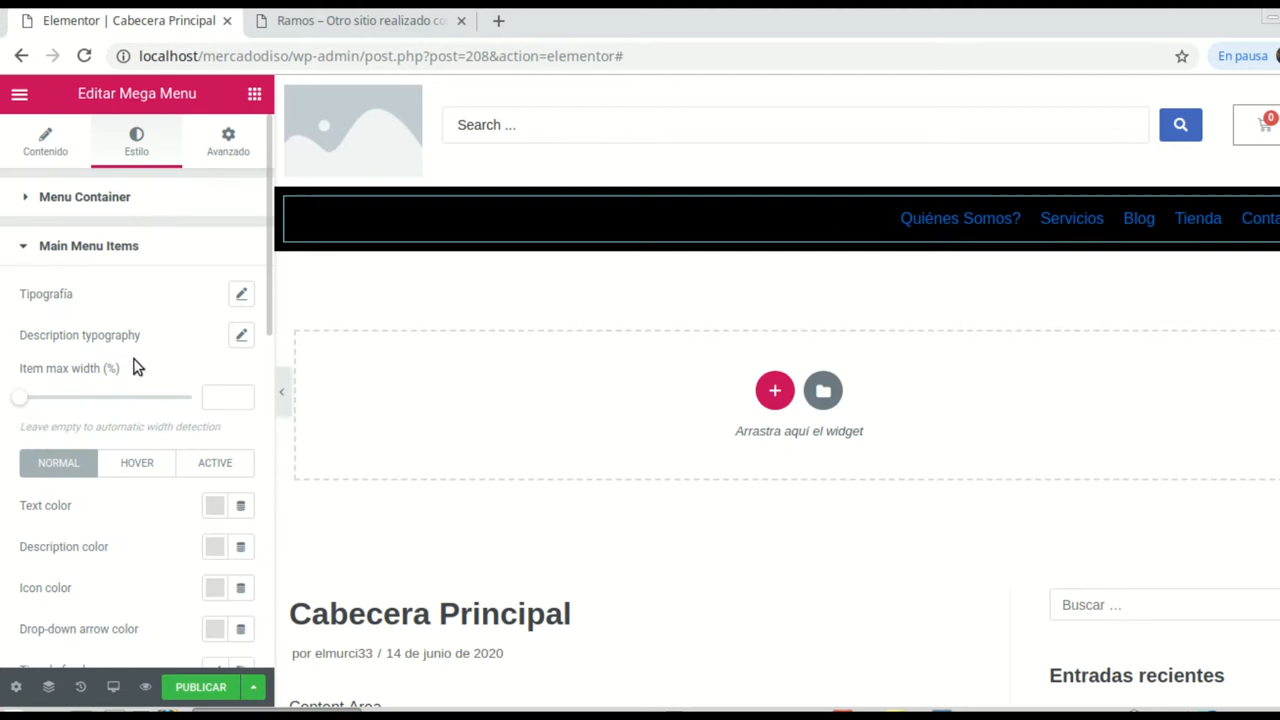 Elementor | Cabecera Principal
Ramos – Otro sitio realizado co
localhost/mercadodiso/wp-admin/post.php?post=208&action=elementor#
En pausa
Editar Mega Menu
Contenido
Estilo
Avanzado
Search ...
0
Menu Container
Quiénes Somos? Servicios Blog Tienda Conta
Main Menu Items
Tipografía
Description typography
Item max width (%)
Leave empty to automatic width detection
NORMAL HOVER ACTIVE
Arrastra aquí el widget
Text color
Description color
Icon color
Drop-down arrow color
Cabecera Principal
por elmurci33 / 14 de junio de 2020
Content Area
Buscar …
Entradas recientes
PUBLICAR